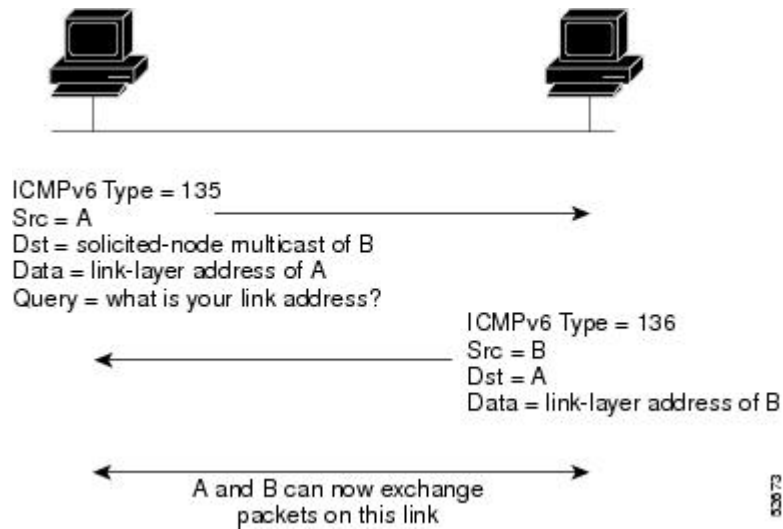 ICMPv6 Type = 135
Src = A
Dst = solicited-node multicast of B
Data = link-layer address of A
Query = what is your link address?
ICMPv6 Type = 136
Src = B
Dst = A
Data = link-layer address of B
A and B can now exchange
packets on this link